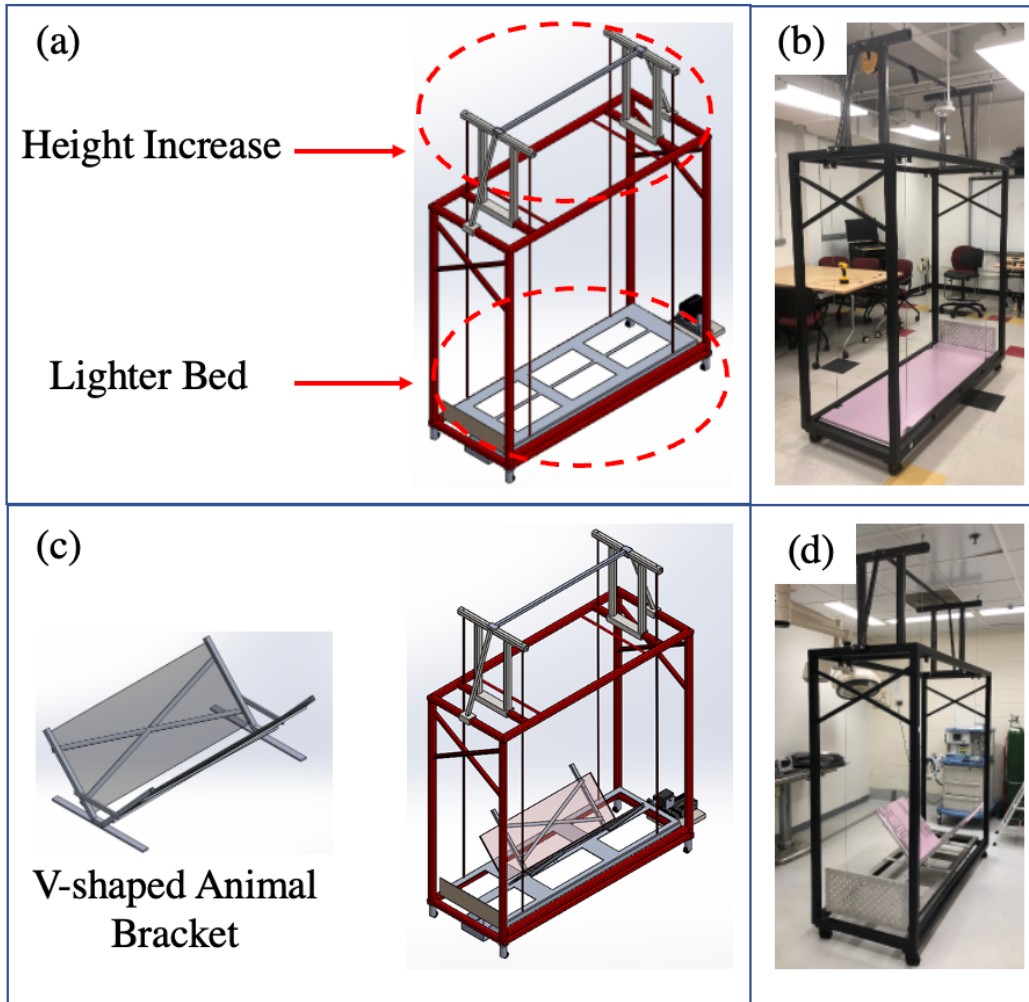 (a)
Height Increase
Lighter Bed
(b)
(c)
V-shaped Animal
Bracket
(d)